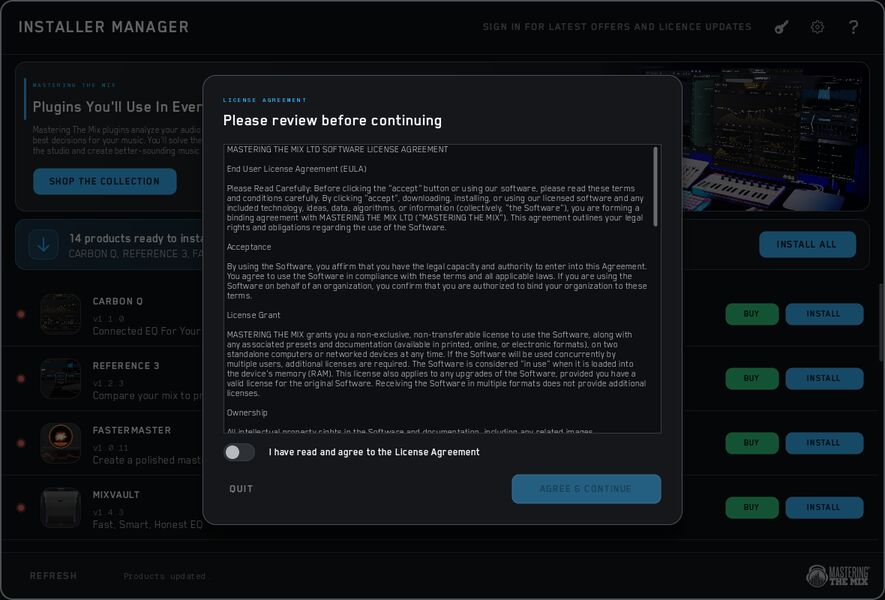 INSTALLER MANAGER
SIGN IN FOR LATEST OFFERS AND LICENCE UPDATES
?
MASTERING THE MIX
Plugins You'll Use In Ever
Mastering The Mix plugins analyze your audio
best decisions for your music. You'll solve the
the studio and create better-sounding music
SHOP THE COLLECTION
14 products ready to insta
CARBON Q, REFERENCE 3, FA
INSTALL ALL
CARBON Q
v1.1.0
Connected EQ For Your
BUY
INSTALL
REFERENCE 3
v1.2.3
Compare your mix to pr
BUY
INSTALL
FASTERMASTER
v1.0.11
Create a polished mast
BUY
INSTALL
MIXVAULT
v1.4.3
Fast, Smart, Honest EQ
BUY
INSTALL
LICENSE AGREEMENT
Please review before continuing
MASTERING THE MIX LTD SOFTWARE LICENSE AGREEMENT
End User License Agreement (EULA)
Please Read Carefully: Before clicking the "accept" button or using our software, please read these terms
and conditions carefully. By clicking "accept", downloading, installing, or using our licensed software and any
included technology, ideas, data, algorithms, or information (collectively, "the Software"), you are forming a
binding agreement with MASTERING THE MIX LTD ("MASTERING THE MIX"). This agreement outlines your legal
rights and obligations regarding the use of the Software.
Acceptance
By using the Software, you affirm that you have the legal capacity and authority to enter into this Agreement.
You agree to use the Software in compliance with these terms and all applicable laws. If you are using the
Software on behalf of an organization, you confirm that you are authorized to bind your organization to these
terms.
License Grant
MASTERING THE MIX grants you a non-exclusive, non-transferable license to use the Software, along with
any associated presets and documentation (available in printed, online, or electronic formats), on two
standalone computers or networked devices at any time. If the Software will be used concurrently by
multiple users, additional licenses are required. The Software is considered "in use" when it is loaded into
the device's memory (RAM). This license also applies to any upgrades of the Software, provided you have a
valid license for the original Software. Receiving the Software in multiple formats does not provide additional
licenses.
Ownership
All intellectual property rights in the Software and documentation, including any related images,
I have read and agree to the License Agreement
QUIT
AGREE & CONTINUE
REFRESH
Products updated.
MASTERING
THE MIX